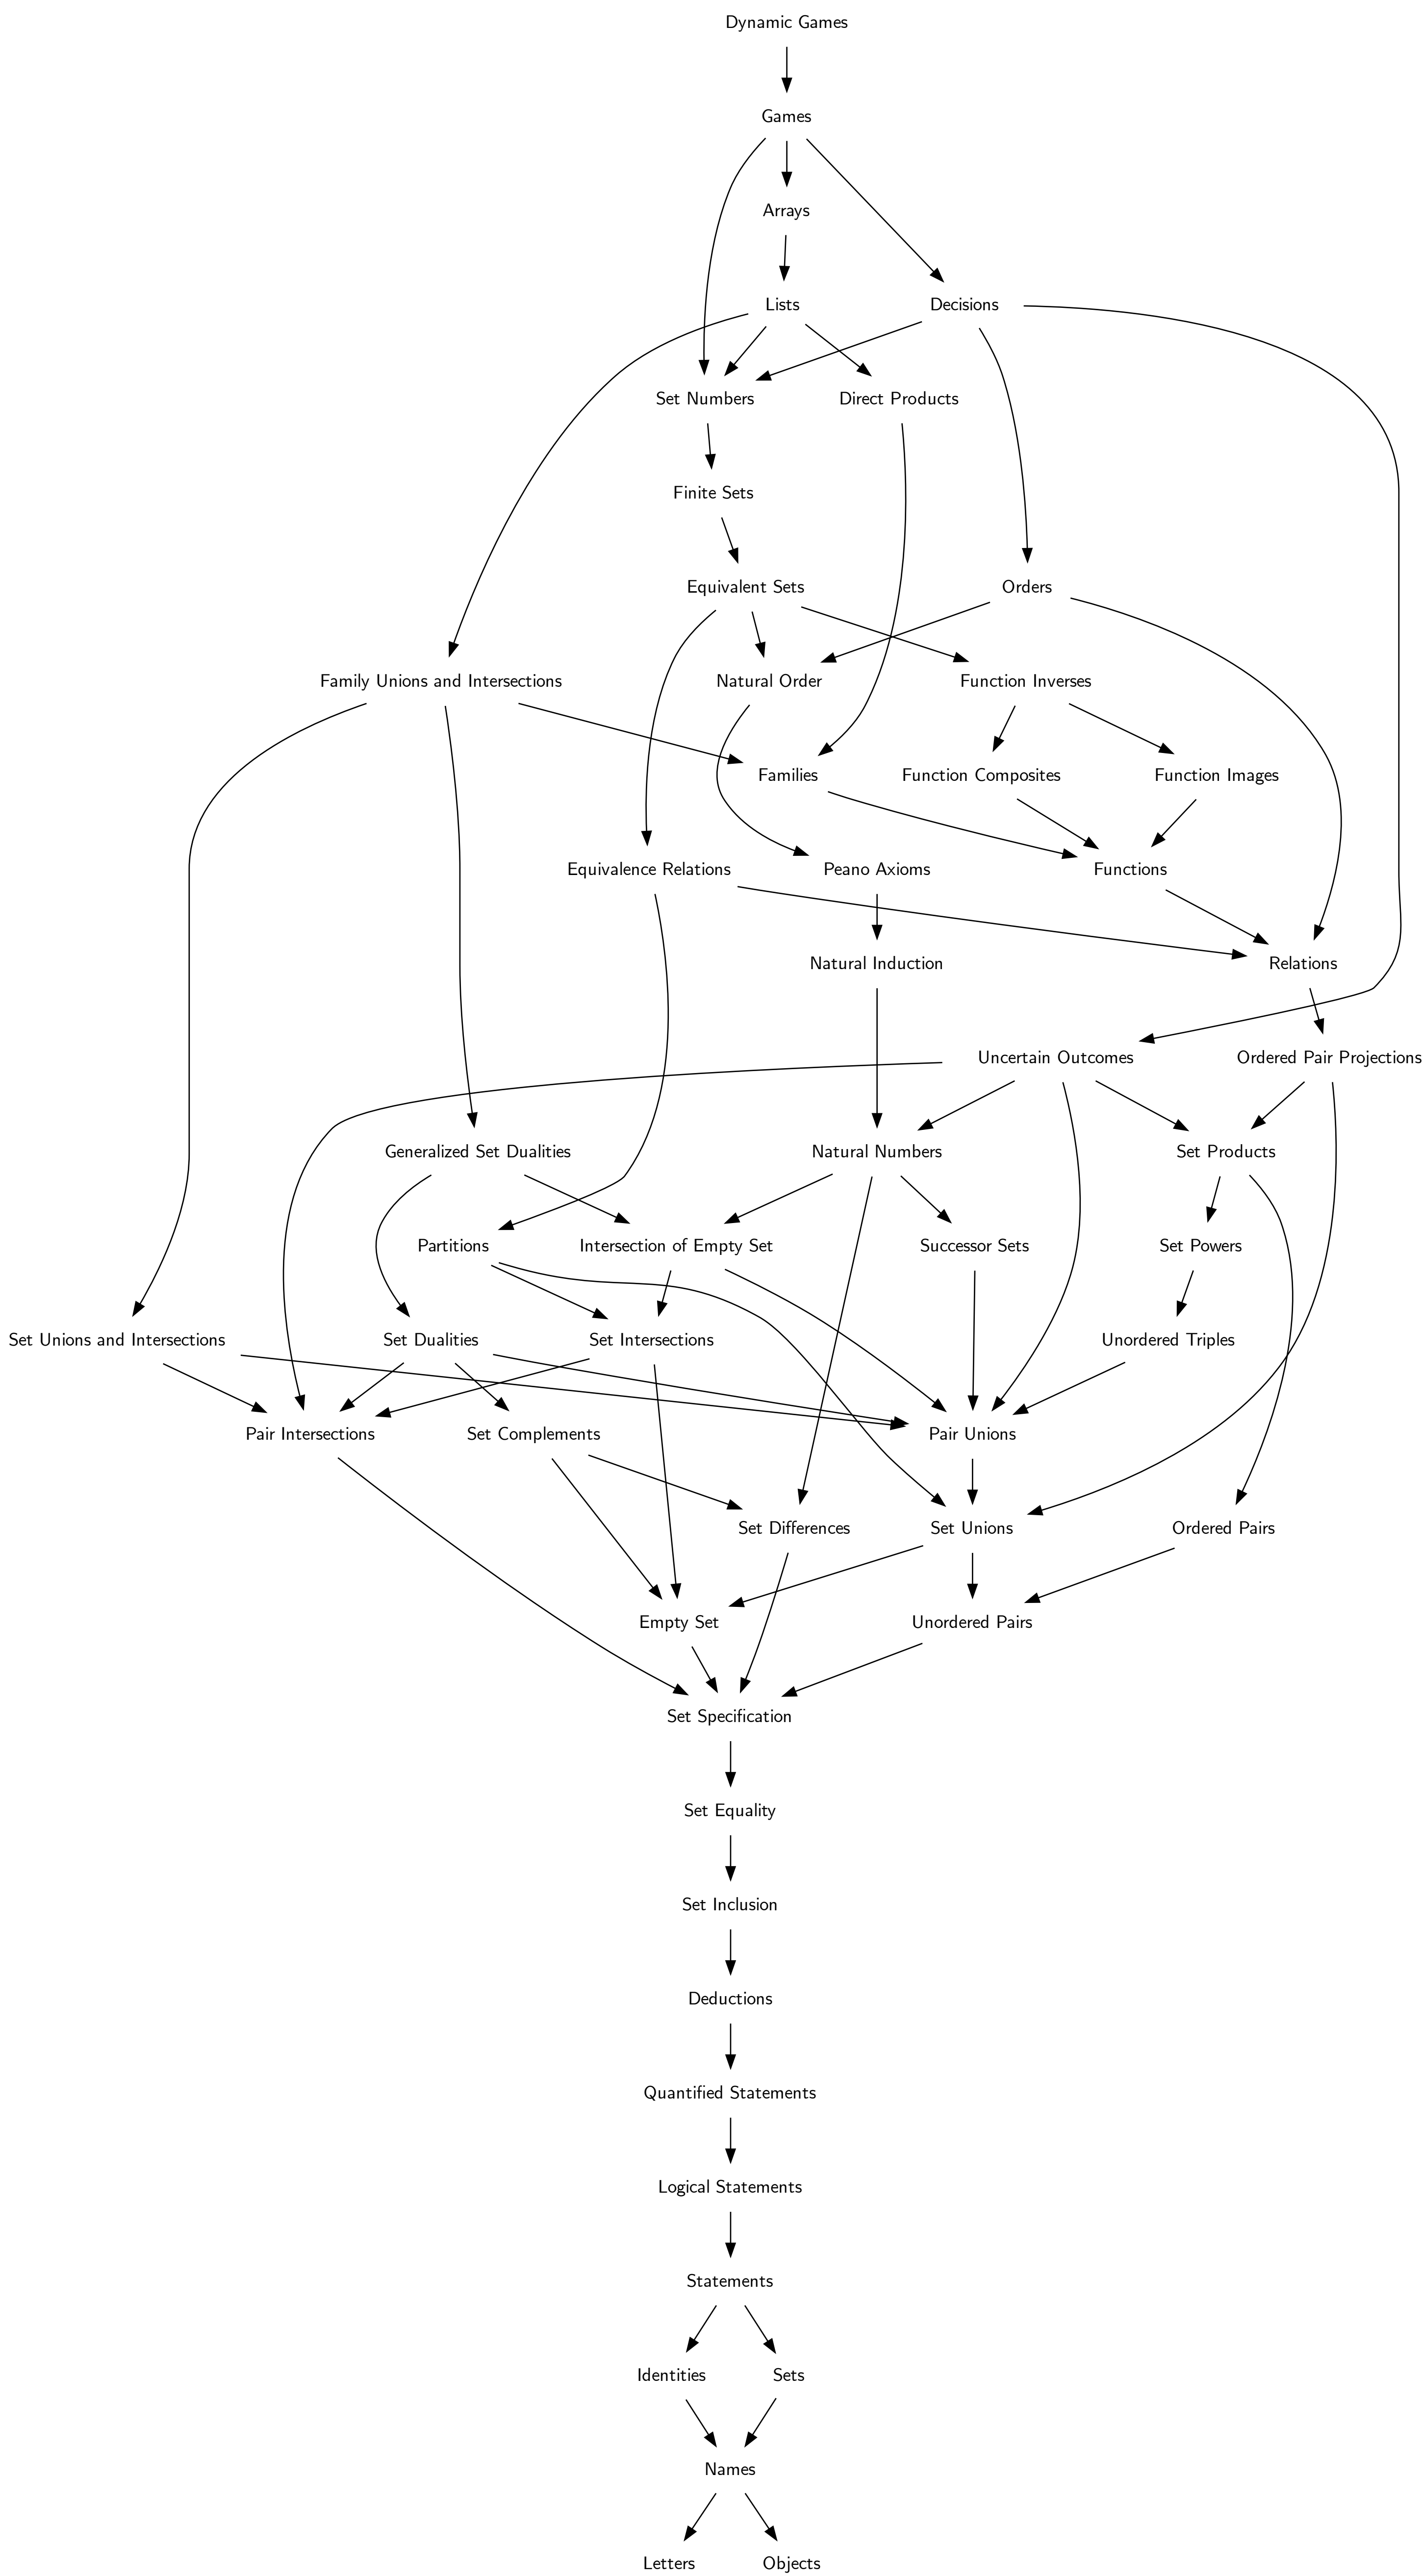 Dynamic Games
Games
Arrays
Lists
Decisions
Set Numbers
Direct Products
Finite Sets
Equivalent Sets
Orders
Family Unions and Intersections
Natural Order
Function Inverses
Families
Function Composites
Function Images
Equivalence Relations
Peano Axioms
Functions
Natural Induction
Relations
Uncertain Outcomes
Ordered Pair Projections
Generalized Set Dualities
Natural Numbers
Set Products
Partitions
Intersection of Empty Set
Successor Sets
Set Powers
Set Unions and Intersections
Set Dualities
Set Intersections
Unordered Triples
Pair Intersections
Set Complements
Pair Unions
Set Differences
Set Unions
Ordered Pairs
Empty Set
Unordered Pairs
Set Specification
Set Equality
Set Inclusion
Deductions
Quantified Statements
Logical Statements
Statements
Identities
Sets
Names
Letters
Objects